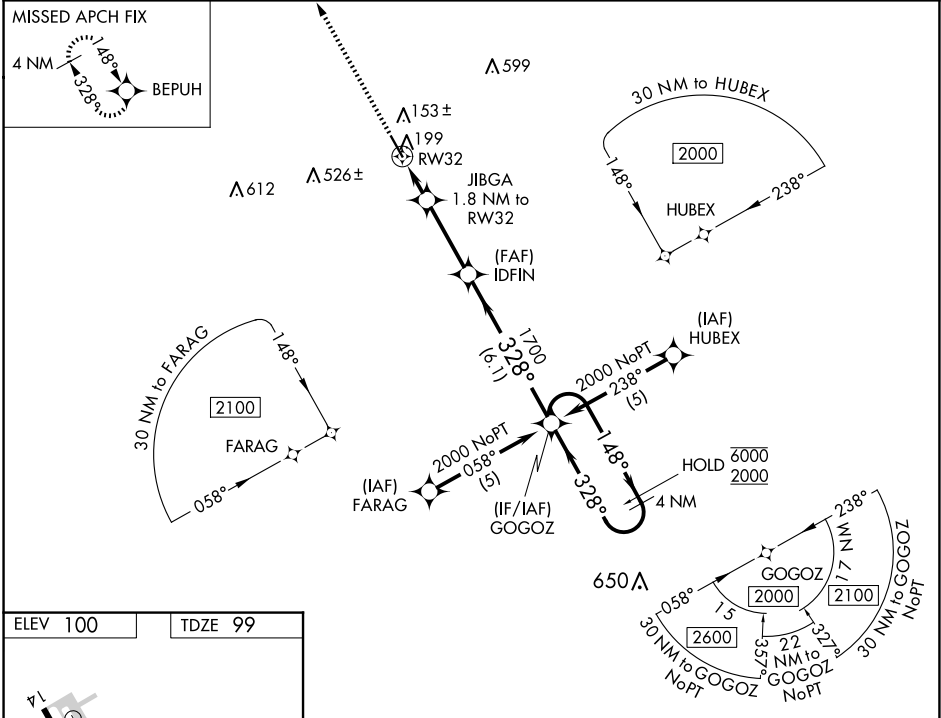 MISSED APCH FIX
4 NM
148°
328°
BEPUH
599
153±
199
RW32
612
526±
JIBGA
1.8 NM to
RW32
(FAF)
IDFIN
30 NM to HUBEX
2000
148°
238°
HUBEX
1700
328°
(6.1)
(IAF)
HUBEX
2000 NoPT
238°
(5)
30 NM to FARAG
148°
2100
FARAG
058°
2000 NoPT
058°
(5)
(IAF)
FARAG
(IF/IAF)
GOGOZ
148°
328°
HOLD
6000
2000
4 NM
650
238°
GOGOZ
17 NM
058°
2000
2100
15
2600
357°
327°
22
NM to
GOGOZ
NoPT
30 NM to GOGOZ
NoPT
30 NM to GOGOZ
NoPT
ELEV 100
TDZE 99
14